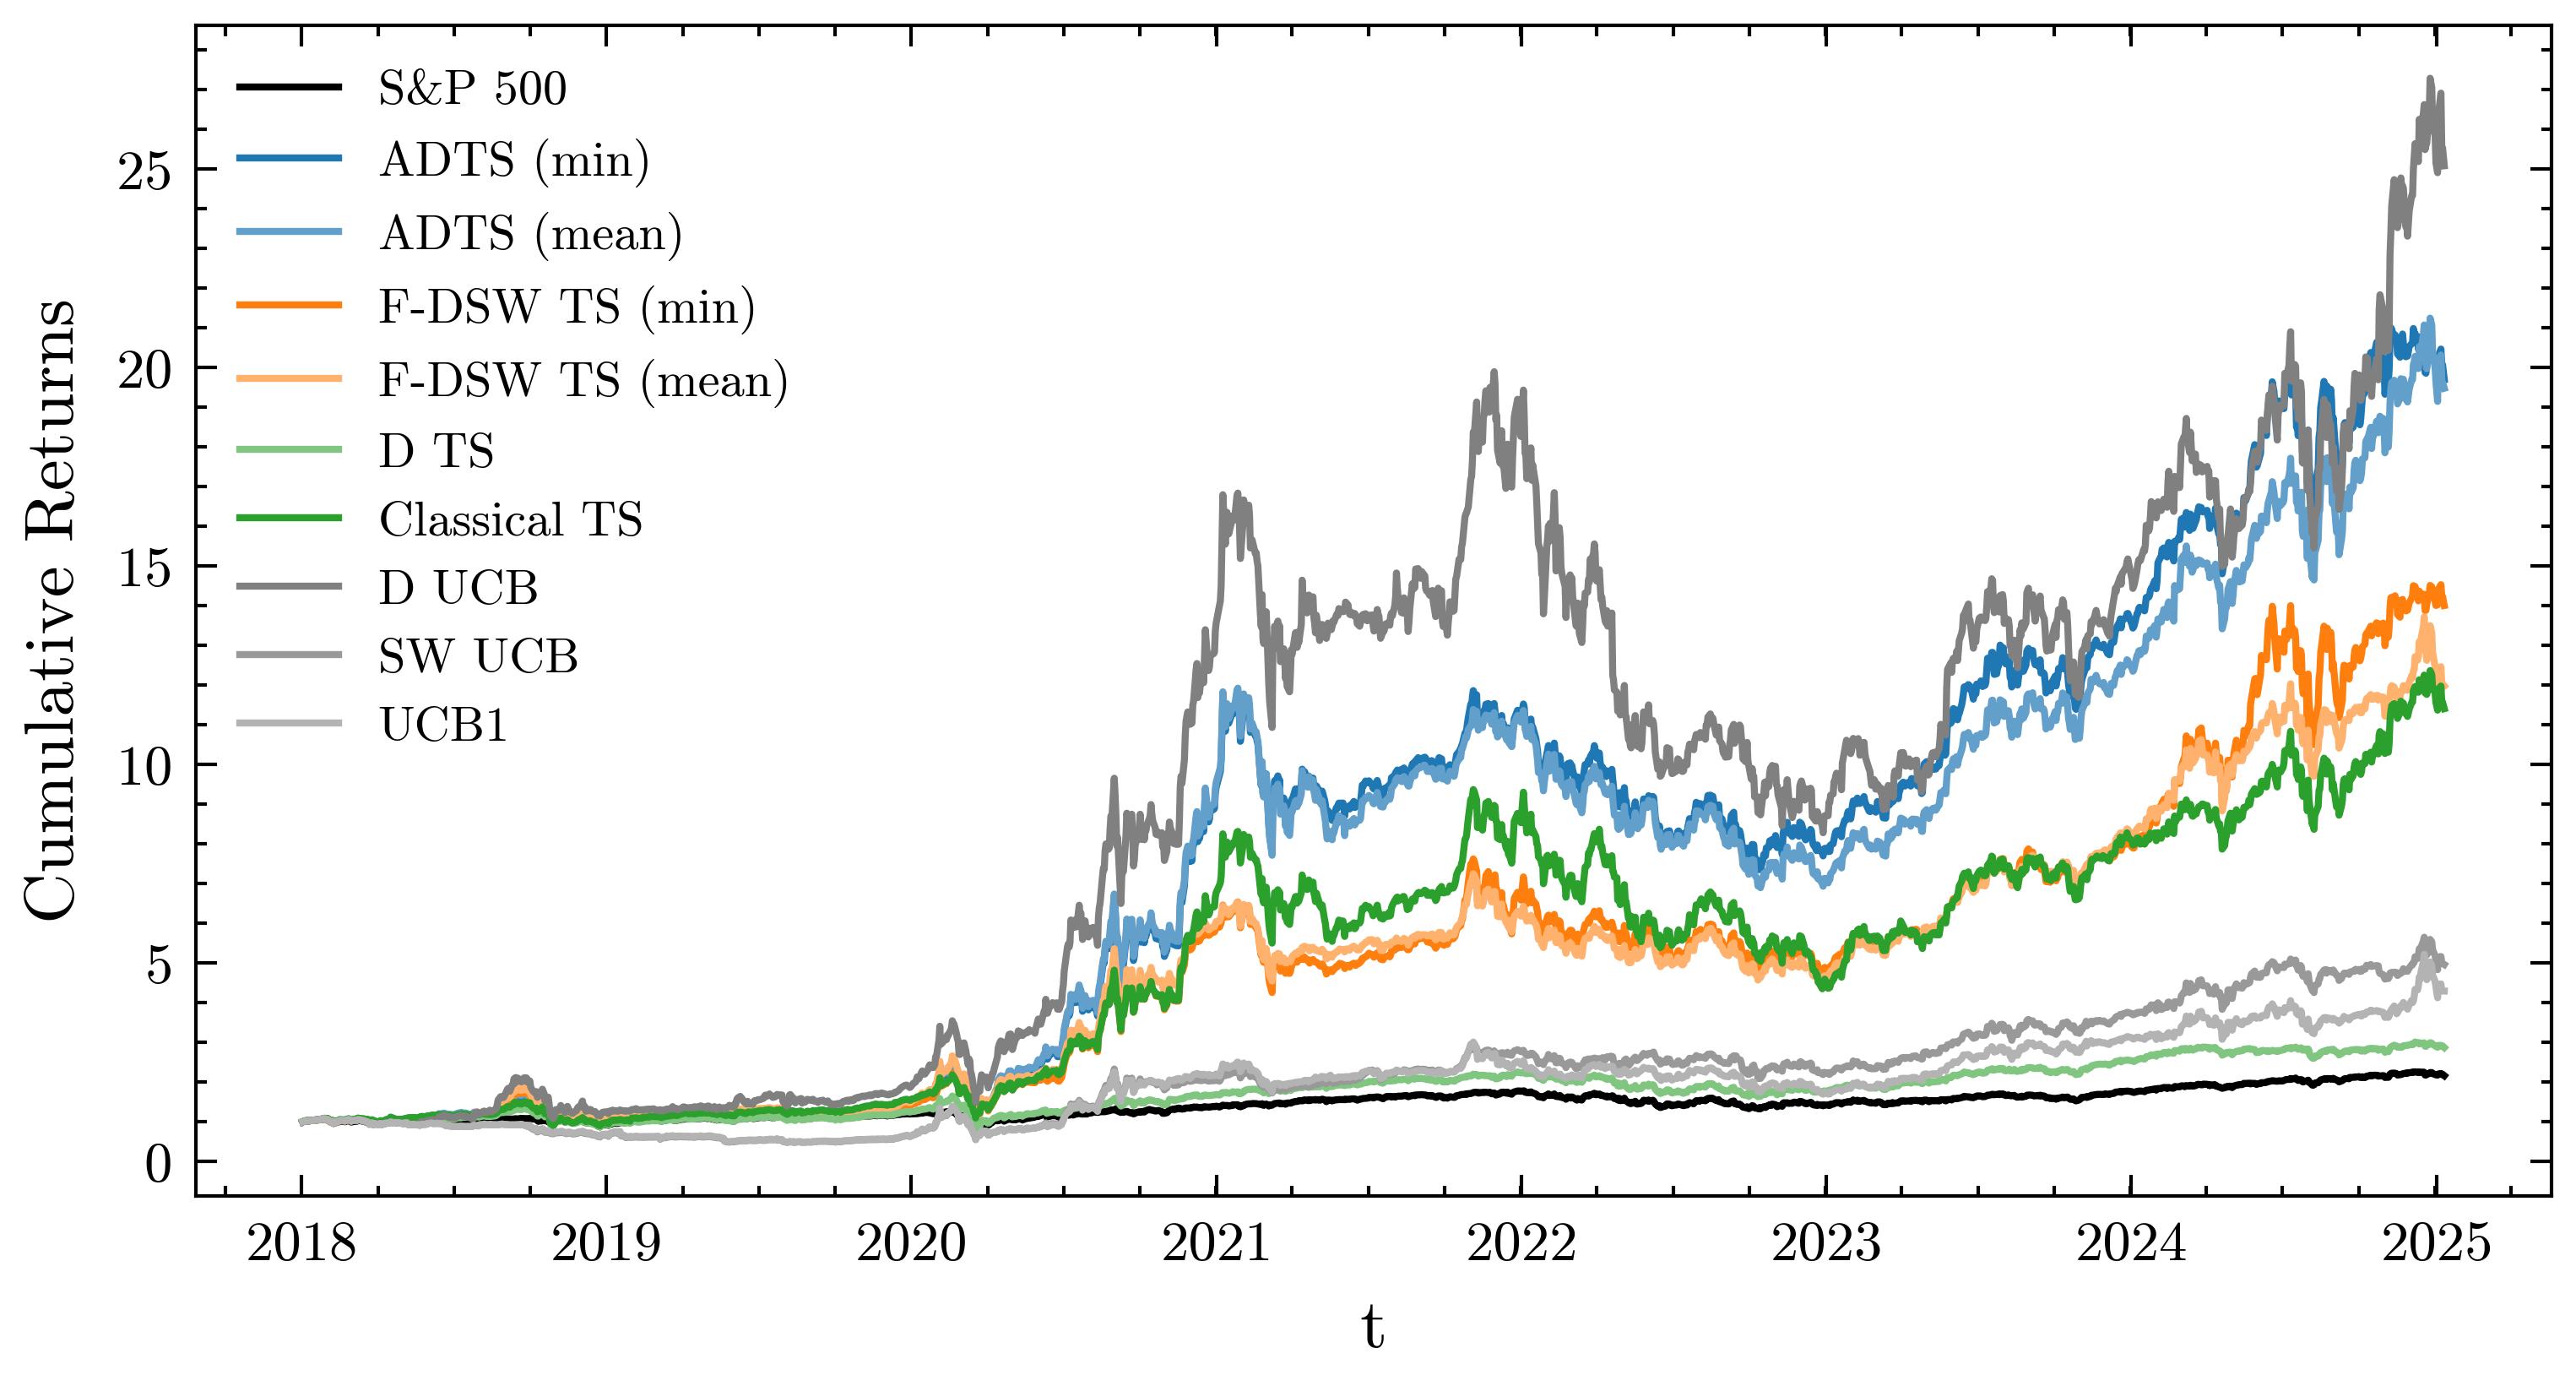 S&P 500
ADTS (min)
ADTS (mean)
F-DSW TS (min)
F-DSW TS (mean)
D TS
Classical TS
D UCB
SW UCB
UCB1
Cumulative Returns
25
20
15
10
5
0
2018 2019 2020 2021 2022 2023 2024 2025
t